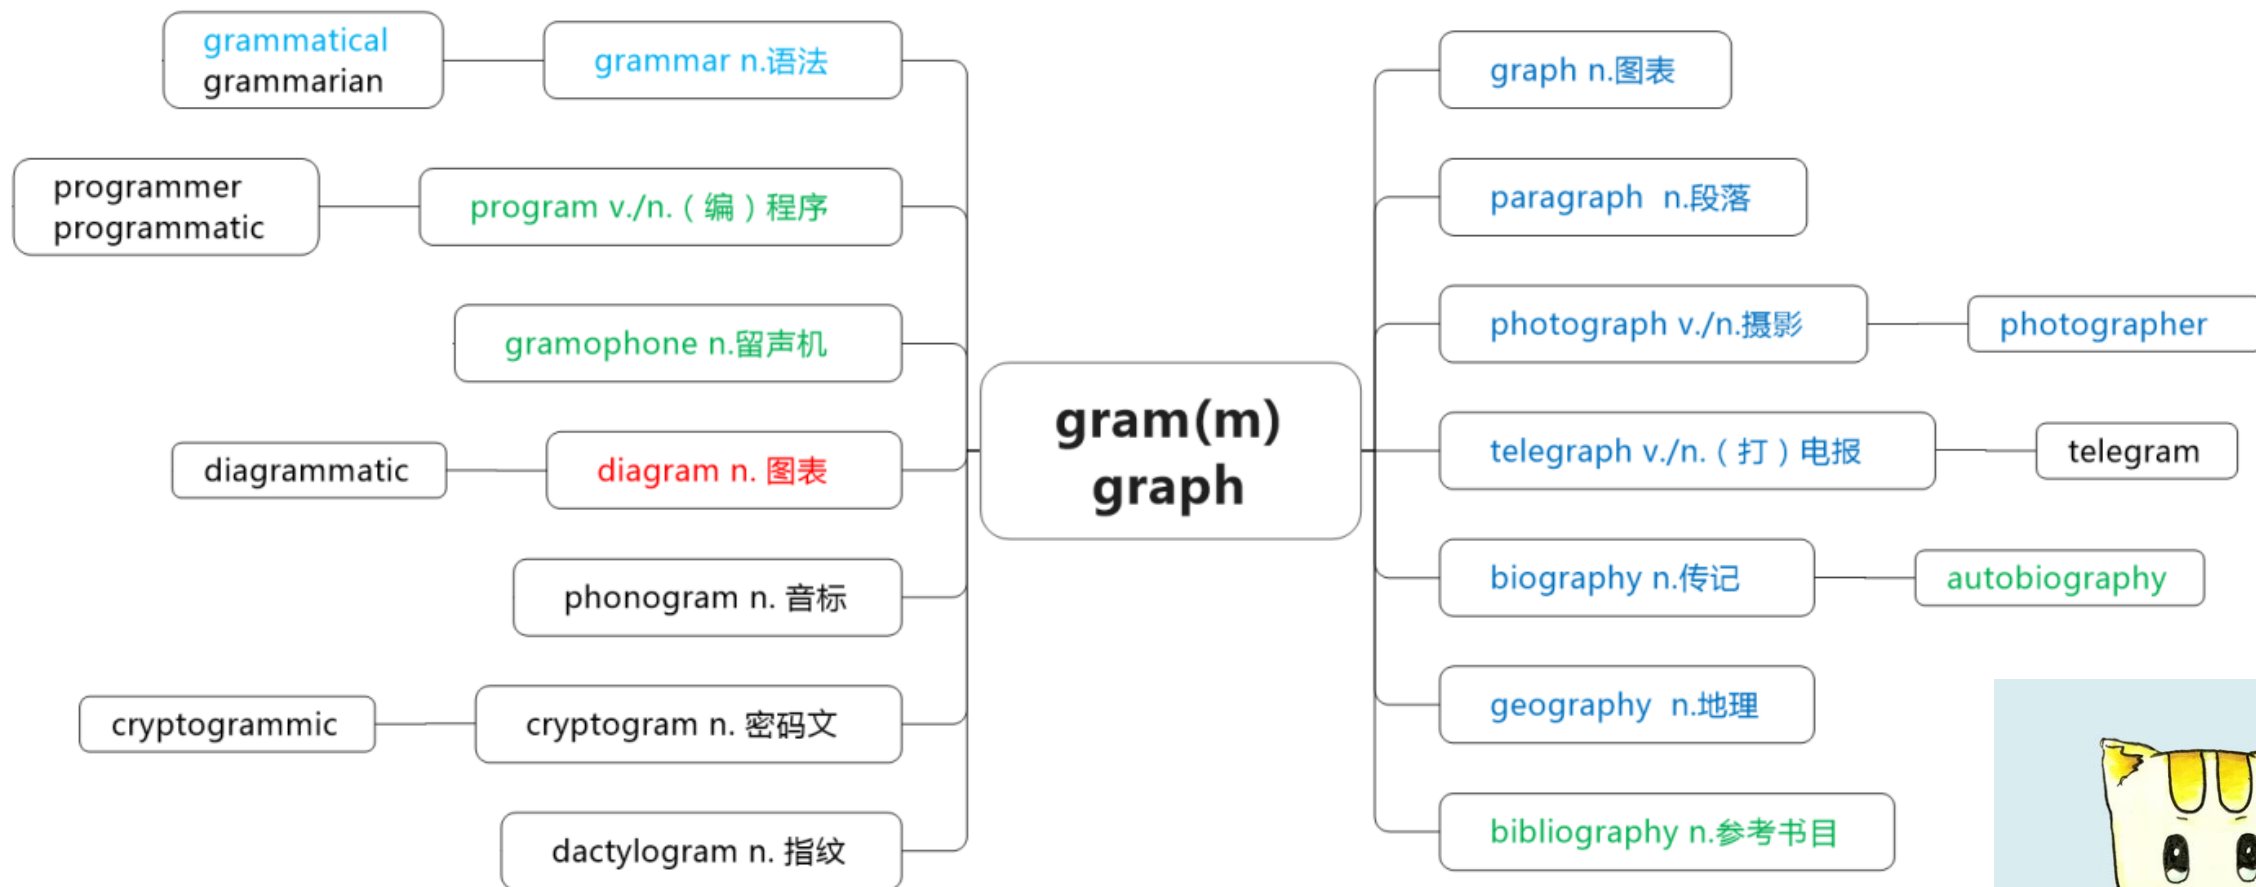 grammatical
grammarian
grammar n.语法
programmer
programmatic
program v./n.（编）程序
gramophone n.留声机
diagrammatic
diagram n. 图表
phonogram n. 音标
cryptogrammic
cryptogram n. 密码文
dactylogram n. 指纹
gram(m)
graph
graph n.图表
paragraph  n.段落
photograph v./n.摄影
photographer
telegraph v./n.（打）电报
telegram
biography n.传记
autobiography
geography  n.地理
bibliography n.参考书目